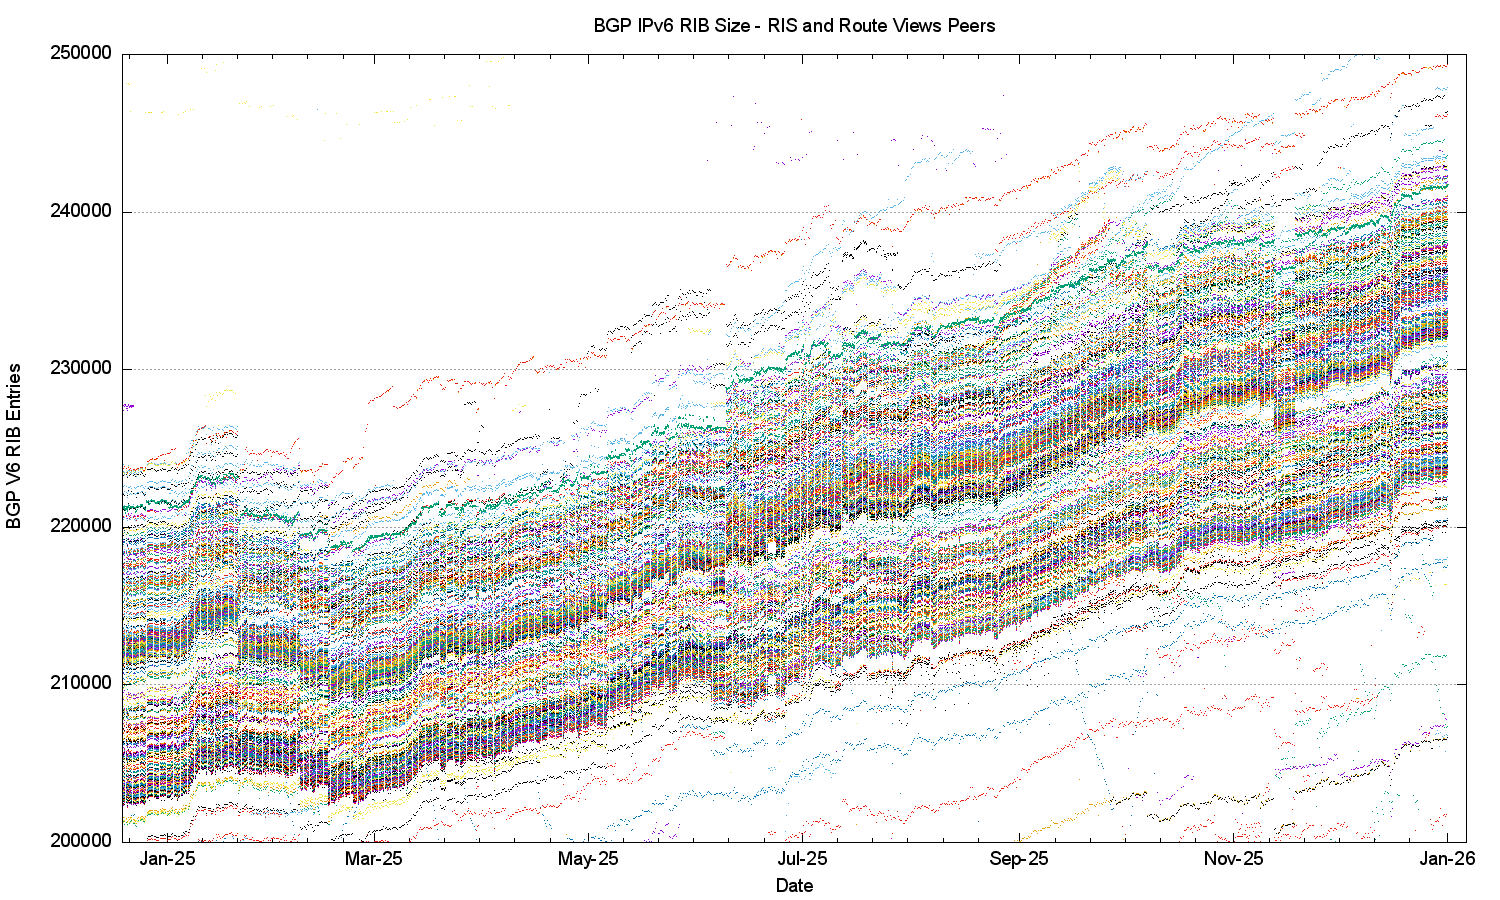 BGP IPv6 RIB Size - RIS and Route Views Peers
250000
240000
230000
220000
210000
200000
BGP V6 RIB Entries
Jan-25
Mar-25
May-25
Jul-25
Sep-25
Nov-25
Jan-26
Date